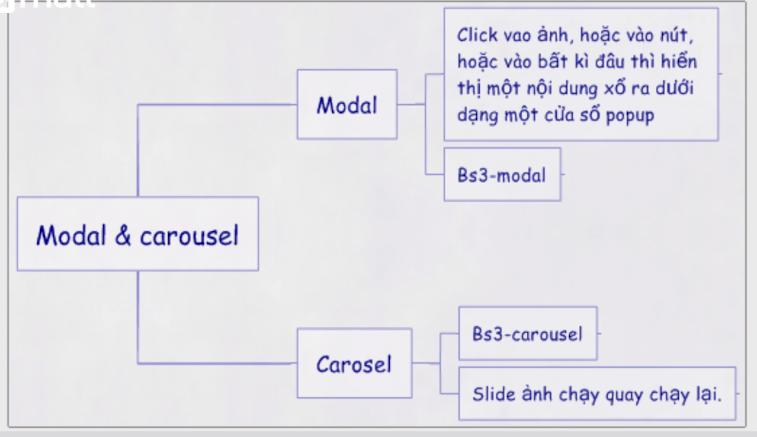 Click vao ảnh, hoặc vào nút,
hoặc vào bất kì đâu thì hiển
thị một nội dung xổ ra dưới
dạng một cửa sổ popup
Modal
Bs3-modal
Modal & carousel
Bs3-carousel
Carosel
Slide ảnh chạy quay chạy lại.